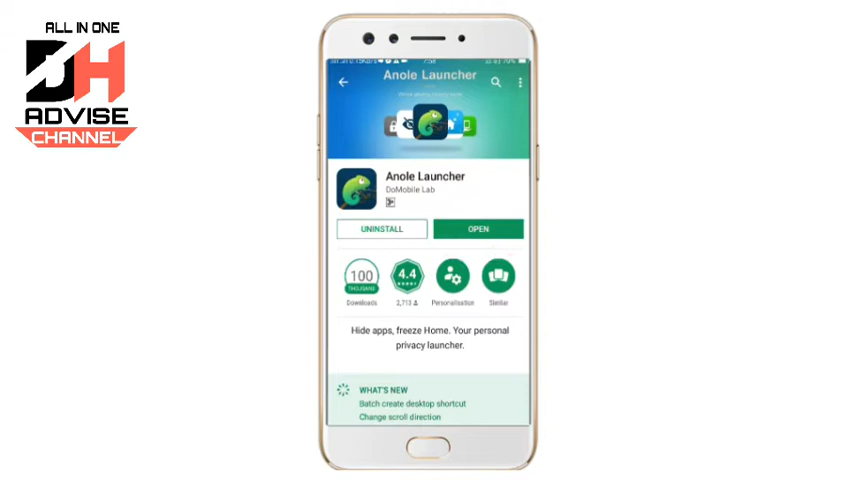 ALL IN ONE
DH
ADVISE
CHANNEL
7:58
Anole Launcher
Anole Launcher
DoMobile Lab
UNINSTALL
OPEN
100
THOUSAND
4.4
Downloads
2,713
Personalisation
Similar
Hide apps, freeze Home. Your personal
privacy launcher.
WHAT'S NEW
Batch create desktop shortcut
Change scroll direction